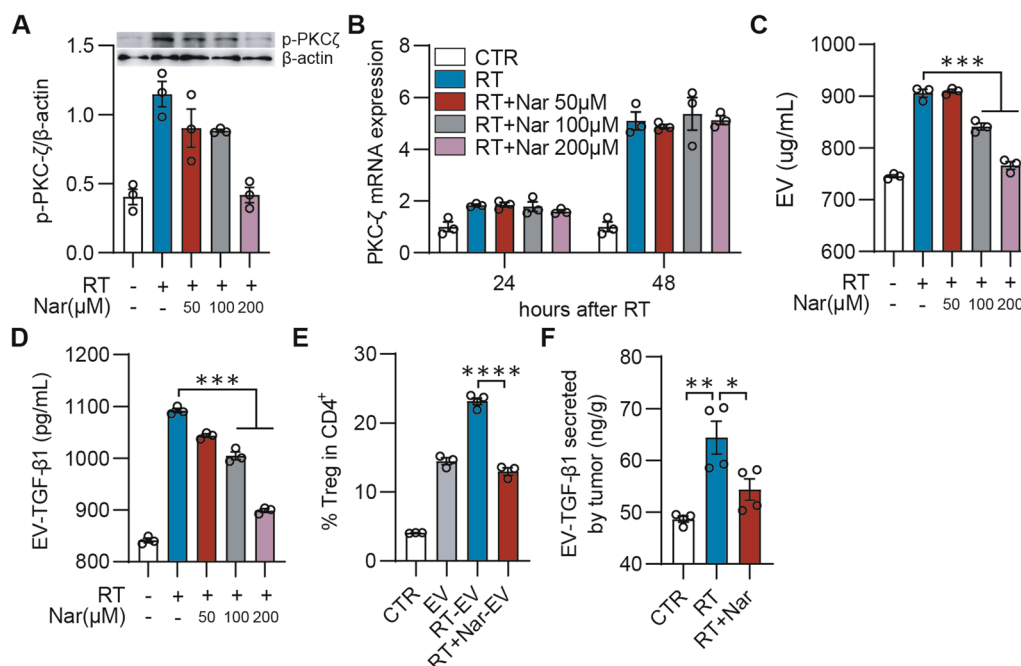 A
p-PKCζ
β-actin
p-PKC-ζ/β-actin
1.5
1.0
0.5
0.0
RT - + + + +
Nar(μM) - - 50 100 200
B
PKC-ζ mRNA expression
8
6
4
2
0
CTR
RT
RT+Nar 50μM
RT+Nar 100μM
RT+Nar 200μM
24 48
hours after RT
C
EV (ug/mL)
1000
900
800
700
600
***
RT - + + + +
Nar(μM) - - 50 100 200
D
EV-TGF-β1 (pg/mL)
1200
1100
1000
900
800
***
RT - + + + +
Nar(μM) - - 50 100 200
E
% Treg in CD4⁺
30
20
10
0
****
CTR
EV
RT-EV
RT+Nar-EV
F
EV-TGF-β1 secreted
by tumor (ng/g)
80
70
60
50
40
** *
CTR
RT
RT+Nar